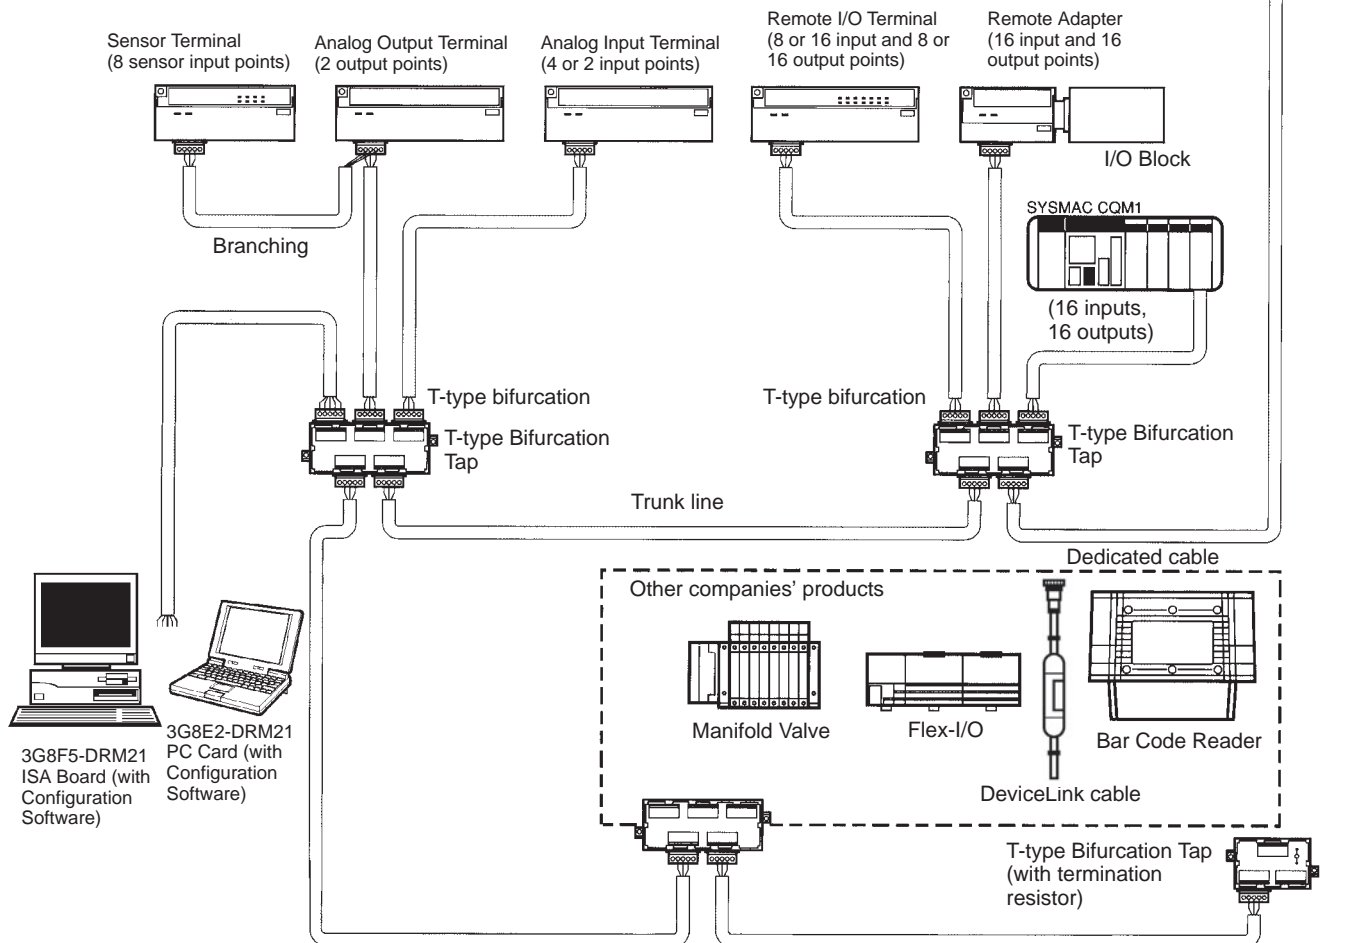 Sensor Terminal
(8 sensor input points)
Analog Output Terminal
(2 output points)
Analog Input Terminal
(4 or 2 input points)
Remote I/O Terminal
(8 or 16 input and 8 or
16 output points)
Remote Adapter
(16 input and 16
output points)
I/O Block
SYSMAC CQM1
(16 inputs,
16 outputs)
Branching
T-type bifurcation
T-type Bifurcation
Tap
T-type bifurcation
T-type Bifurcation
Tap
Trunk line
Dedicated cable
Other companies’ products
Manifold Valve
Flex-I/O
DeviceLink cable
Bar Code Reader
3G8F5-DRM21
ISA Board (with
Configuration
Software)
3G8E2-DRM21
PC Card (with
Configuration
Software)
T-type Bifurcation Tap
(with termination
resistor)